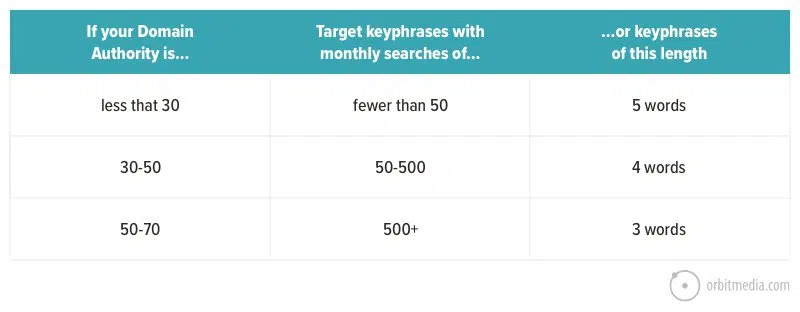 If your Domain
Authority is...
Target keyphrases with
monthly searches of...
...or keyphrases
of this length
less that 30
fewer than 50
5 words
30-50
50-500
4 words
50-70
500+
3 words
orbitmedia.com